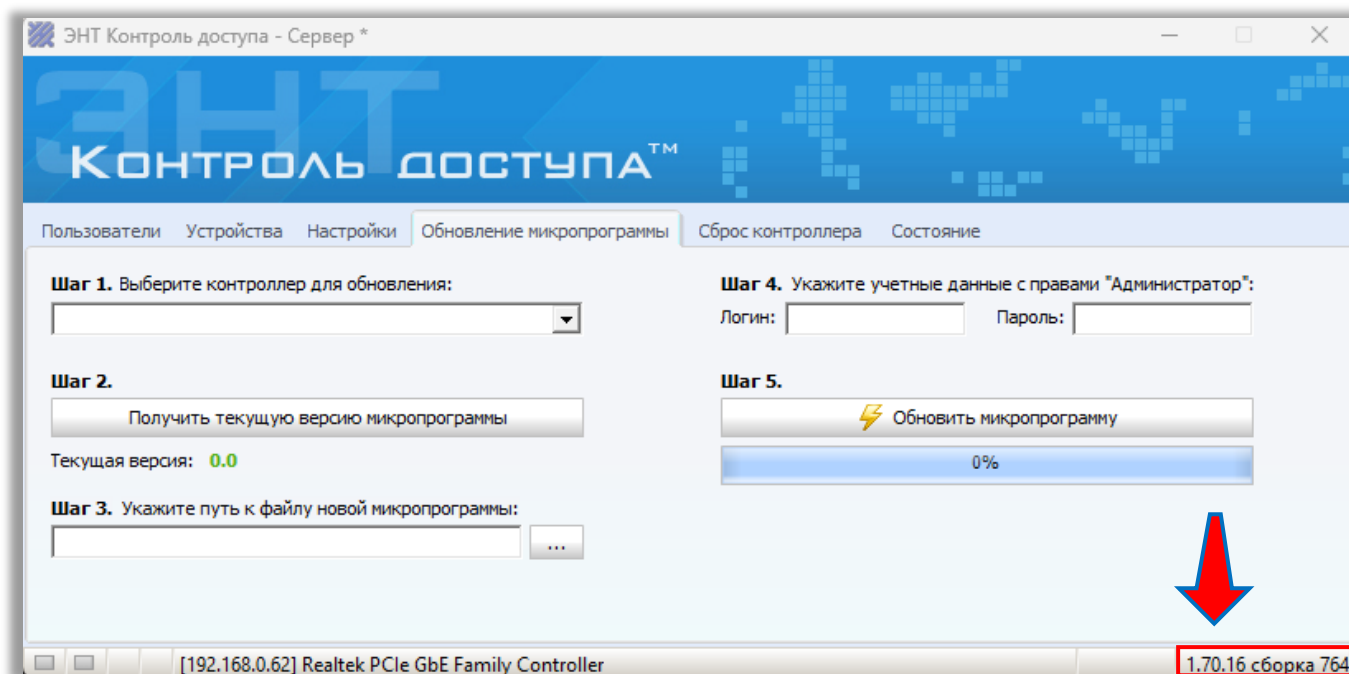 ЭНТ Контроль доступа - Сервер *
ЭНТ
Контроль доступа™
Пользователи Устройства Настройки Обновление микропрограммы Сброс контроллера Состояние
Шаг 1. Выберите контроллер для обновления:
Шаг 2.
Получить текущую версию микропрограммы
Текущая версия: 0.0
Шаг 3. Укажите путь к файлу новой микропрограммы:
...
Шаг 4. Укажите учетные данные с правами "Администратор":
Логин: Пароль:
Шаг 5.
Обновить микропрограмму
0%
[192.168.0.62] Realtek PCIe GbE Family Controller
1.70.16 сборка 764